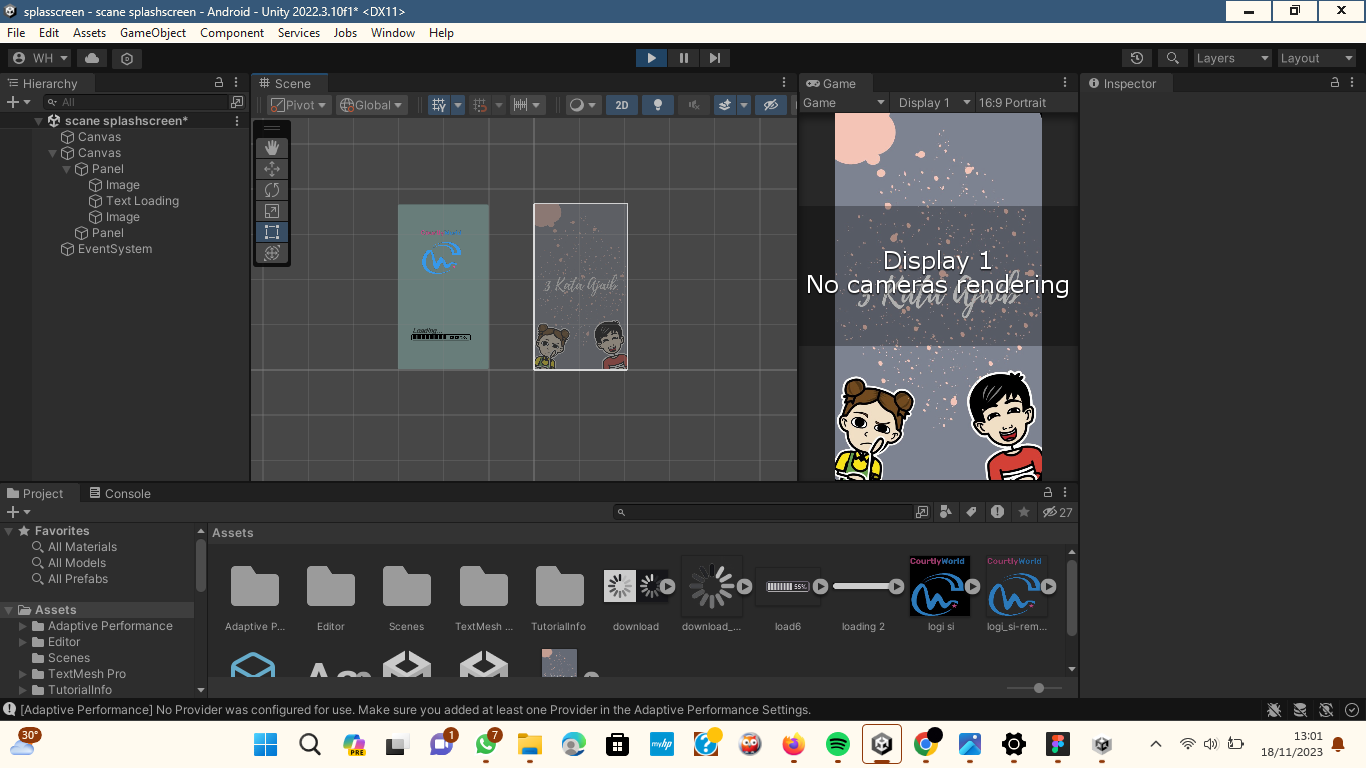 splasscreen - scane splashscreen - Android - Unity 2022.3.10f1* <DX11>
File Edit Assets GameObject Component Services Jobs Window Help
WH Layers Layout
Hierarchy Scene Game Inspector
All Pivot Global 2D Game Display 1 16:9 Portrait
scane splashscreen*
Canvas
Canvas
Panel
Image
Text Loading
Image
Panel
EventSystem
CourtlyWorld
Loading...
3 Kata Ajaib
Display 1
No cameras rendering
3 Kata Ajaib
Project Console
27
Favorites
All Materials
All Models
All Prefabs
Assets
Adaptive Performance
Editor
Scenes
TextMesh Pro
TutorialInfo
Assets
55%
CourtlyWorld
CourtlyWorld
Adaptive P... Editor Scenes TextMesh ... TutorialInfo download download_... load6 loading 2 logi si logi_si-rem...
[Adaptive Performance] No Provider was configured for use. Make sure you added at least one Provider in the Adaptive Performance Settings.
30°
PRE
1
7
myhp
13:01
18/11/2023